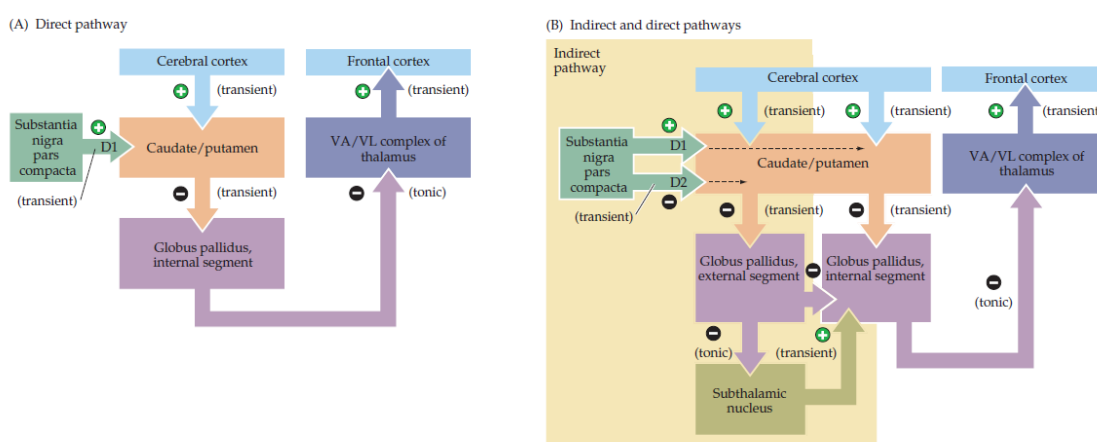 (A) Direct pathway
Cerebral cortex
Frontal cortex
+
(transient)
+
(transient)
Substantia
nigra
pars
compacta
+
D1
(transient)
Caudate/putamen
VA/VL complex of
thalamus
−
(transient)
−
(tonic)
Globus pallidus,
internal segment
(B) Indirect and direct pathways
Indirect
pathway
Cerebral cortex
Frontal cortex
+
(transient)
+
(transient)
+
(transient
Substantia
nigra
pars
compacta
+
D1
D2
−
(transient)
Caudate/putamen
VA/VL complex of
thalamus
−
(transient)
−
(transient)
Globus pallidus,
external segment
−
Globus pallidus,
internal segment
−
(tonic)
−
(tonic)
(transient)
+
Subthalamic
nucleus